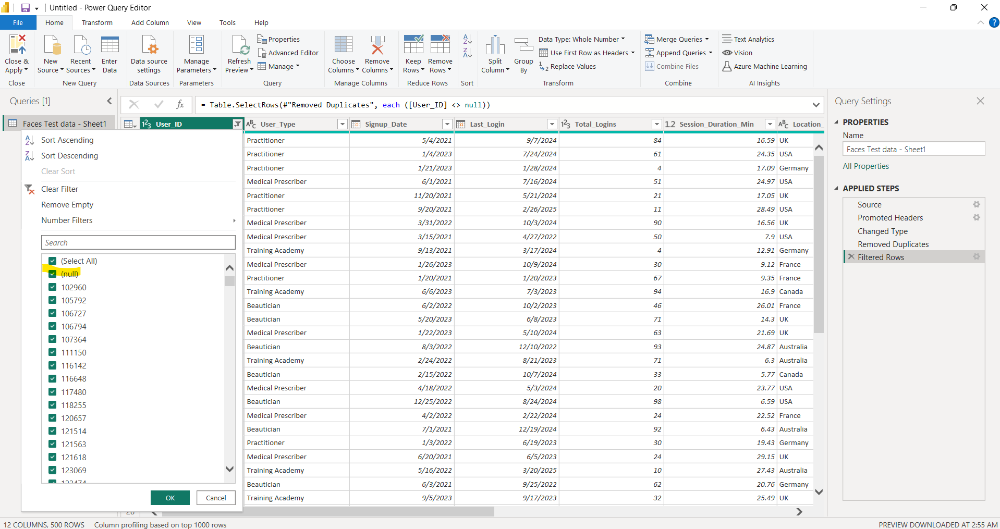 Untitled - Power Query Editor
File Home Transform Add Column View Tools Help
Close & Apply
Close
New Source
Recent Sources
Enter Data
New Query
Data source settings
Data Sources
Manage Parameters
Parameters
Refresh Preview
Properties
Advanced Editor
Manage
Query
Choose Columns
Remove Columns
Manage Columns
Keep Rows
Remove Rows
Reduce Rows
Sort
Split Column
Group By
Data Type: Whole Number
Use First Row as Headers
Replace Values
Transform
Merge Queries
Append Queries
Combine Files
Combine
Text Analytics
Vision
Azure Machine Learning
AI Insights
Queries [1]
Faces Test data - Sheet1
fx = Table.SelectRows(#"Removed Duplicates", each ([User_ID] <> null))
Sort Ascending
Sort Descending
Clear Sort
Clear Filter
Remove Empty
Number Filters
Search
(Select All)
(null)
102960
105792
106727
106794
107364
111150
116142
116648
117480
118255
120657
121514
121563
121618
123069
OK Cancel
123 User_ID ABC User_Type Signup_Date Last_Login 123 Total_Logins 1.2 Session_Duration_Min ABC Location_
Practitioner 5/4/2021 9/7/2024 84 16.59 UK
Practitioner 1/4/2023 7/24/2024 61 24.35 USA
Practitioner 1/21/2023 1/28/2024 4 17.09 Germany
Medical Prescriber 6/1/2021 7/16/2024 51 24.97 USA
Practitioner 11/20/2021 5/21/2024 21 17.05 UK
Practitioner 9/20/2021 2/26/2025 11 28.49 USA
Medical Prescriber 3/31/2022 10/3/2024 90 16.56 UK
Medical Prescriber 3/15/2021 4/27/2022 50 7.9 USA
Training Academy 9/13/2021 3/17/2024 4 12.91 Germany
Medical Prescriber 1/26/2023 10/9/2024 30 9.12 France
Practitioner 1/20/2021 1/20/2023 67 9.35 France
Training Academy 6/6/2023 7/3/2023 94 16.9 Canada
Beautician 6/2/2022 10/2/2023 46 26.01 France
Beautician 5/20/2023 6/8/2023 71 14.3 UK
Medical Prescriber 1/22/2023 5/10/2024 63 21.69 UK
Beautician 8/3/2022 12/10/2022 93 24.87 Australia
Training Academy 2/24/2022 8/21/2023 71 6.3 Australia
Beautician 2/15/2022 10/7/2024 33 5.77 Canada
Medical Prescriber 4/18/2022 5/3/2024 20 23.77 USA
Beautician 12/25/2022 8/24/2024 98 6.59 USA
Medical Prescriber 4/2/2022 2/22/2024 24 22.52 France
Beautician 7/1/2021 12/19/2024 92 6.43 Australia
Practitioner 1/3/2022 6/19/2023 30 19.43 Germany
Medical Prescriber 6/20/2021 6/5/2023 24 29.15 UK
Training Academy 5/16/2022 3/20/2025 10 27.43 Australia
Beautician 6/3/2021 9/25/2022 62 20.76 Germany
Training Academy 9/5/2023 9/17/2023 32 25.49 UK
Query Settings
PROPERTIES
Name
Faces Test data - Sheet1
All Properties
APPLIED STEPS
Source
Promoted Headers
Changed Type
Removed Duplicates
Filtered Rows
12 COLUMNS, 500 ROWS Column profiling based on top 1000 rows
PREVIEW DOWNLOADED AT 2:55 AM